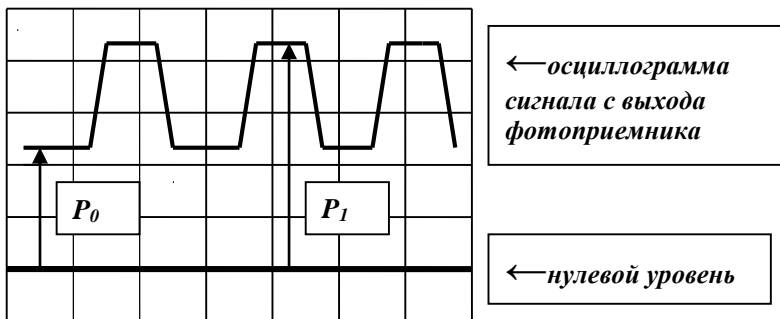 ←осциллограмма
сигнала с выхода
фотоприемника
P₀
P₁
←нулевой уровень